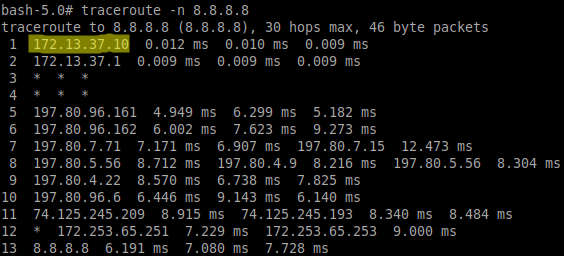 bash-5.0# traceroute -n 8.8.8.8
traceroute to 8.8.8.8 (8.8.8.8), 30 hops max, 46 byte packets
1 172.13.37.10 0.012 ms 0.010 ms 0.009 ms
2 172.13.37.1 0.009 ms 0.009 ms 0.009 ms
3 * * *
4 * * *
5 197.80.96.161 4.949 ms 6.299 ms 5.182 ms
6 197.80.96.162 6.002 ms 7.623 ms 9.273 ms
7 197.80.7.71 7.171 ms 6.907 ms 197.80.7.15 12.473 ms
8 197.80.5.56 8.712 ms 197.80.4.9 8.216 ms 197.80.5.56 8.304 ms
9 197.80.4.22 8.570 ms 6.738 ms 7.825 ms
10 197.80.96.6 6.446 ms 9.143 ms 6.140 ms
11 74.125.245.209 8.915 ms 74.125.245.193 8.340 ms 8.484 ms
12 * 172.253.65.251 7.229 ms 172.253.65.253 9.000 ms
13 8.8.8.8 6.191 ms 7.080 ms 7.728 ms